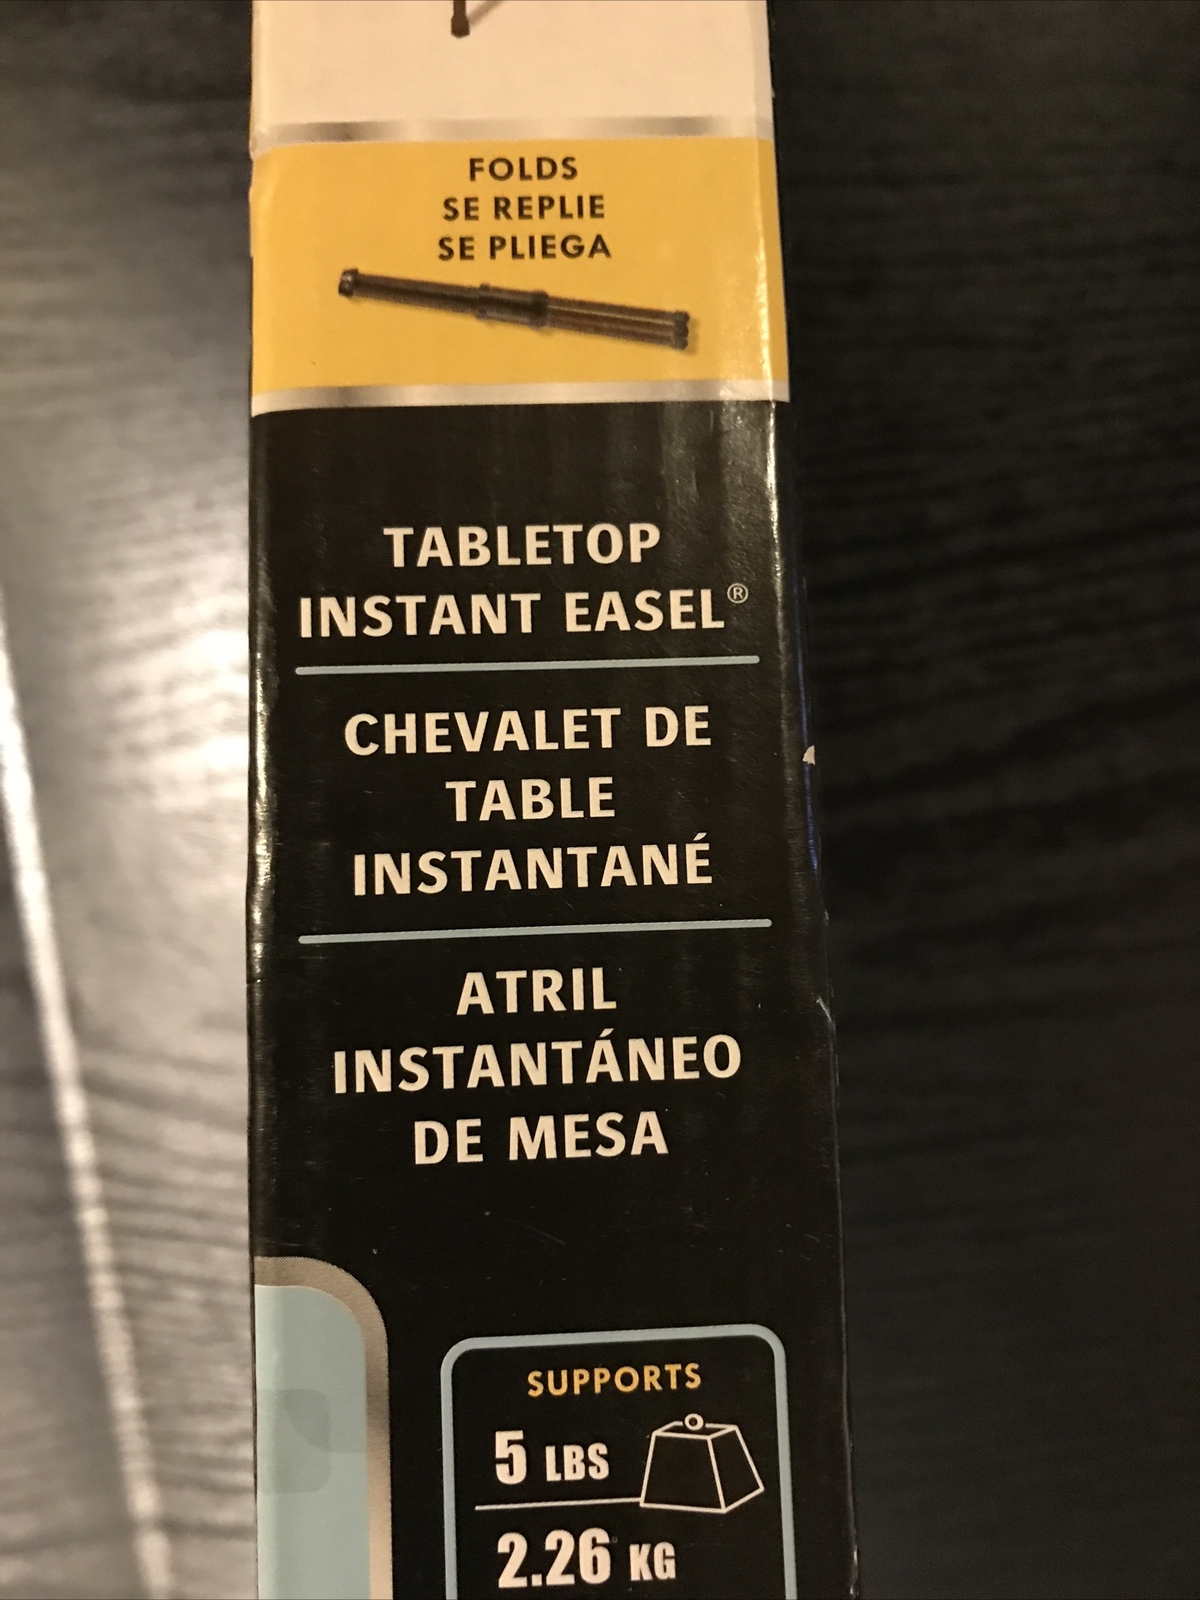 FOLDS
SE REPLIE
SE PLIEGA
TABLETOP
INSTANT EASEL®
CHEVALET DE
TABLE
INSTANTANÉ
ATRIL
INSTANTÁNEO
DE MESA
SUPPORTS
5 LBS
2.26 KG